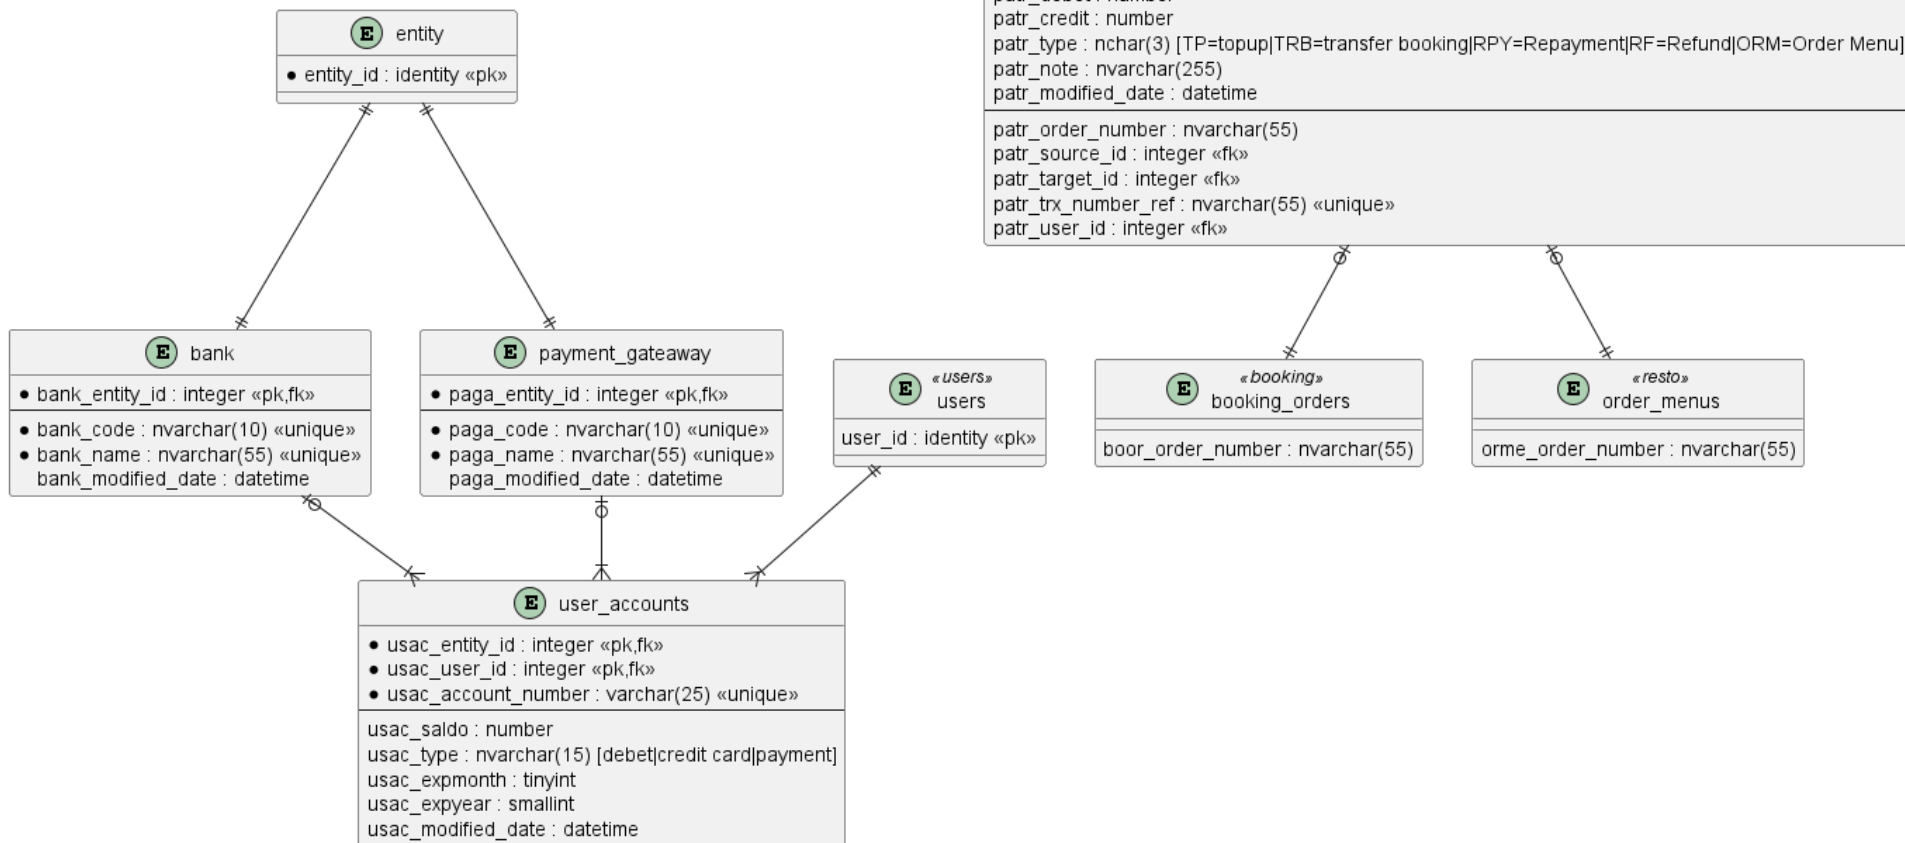 E entity
entity_id : identity «pk»
patr_credit : number
patr_type : nchar(3) [TP=topup|TRB=transfer booking|RPY=Repayment|RF=Refund|ORM=Order Menu]
patr_note : nvarchar(255)
patr_modified_date : datetime
patr_order_number : nvarchar(55)
patr_source_id : integer «fk»
patr_target_id : integer «fk»
patr_trx_number_ref : nvarchar(55) «unique»
patr_user_id : integer «fk»
E bank
bank_entity_id : integer «pk,fk»
bank_code : nvarchar(10) «unique»
bank_name : nvarchar(55) «unique»
bank_modified_date : datetime
E payment_gateaway
paga_entity_id : integer «pk,fk»
paga_code : nvarchar(10) «unique»
paga_name : nvarchar(55) «unique»
paga_modified_date : datetime
«users»
E users
user_id : identity «pk»
«booking»
E booking_orders
boor_order_number : nvarchar(55)
«resto»
E order_menus
orme_order_number : nvarchar(55)
E user_accounts
usac_entity_id : integer «pk,fk»
usac_user_id : integer «pk,fk»
usac_account_number : varchar(25) «unique»
usac_saldo : number
usac_type : nvarchar(15) [debet|credit card|payment]
usac_expmonth : tinyint
usac_expyear : smallint
usac_modified_date : datetime